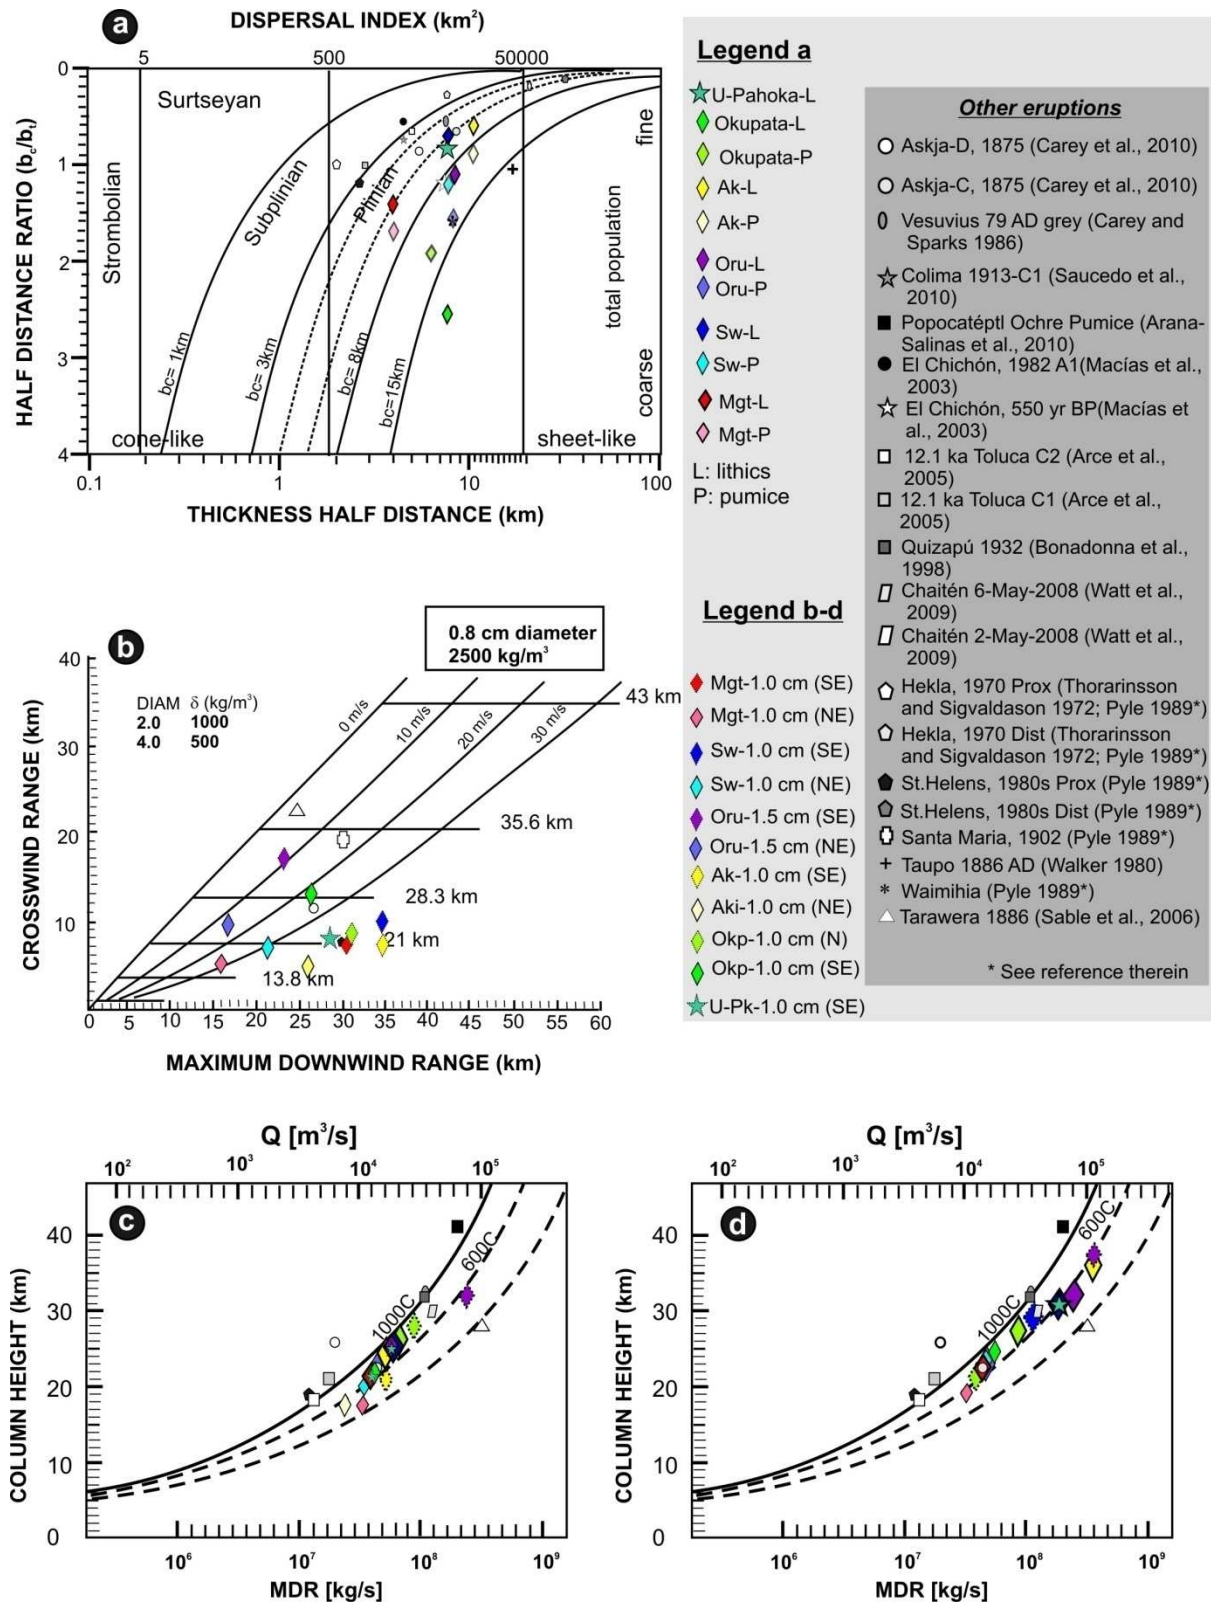 a
DISPERSAL INDEX (km²)
5
500
50000
HALF DISTANCE RATIO (bc/bt)
0
1
2
3
4
Strombolian
Surtseyan
Subplinian
Plinian
fine
total population
coarse
bc= 1km
bc= 3km
bc= 8km
bc=15km
cone-like
sheet-like
0.1
1
10
100
THICKNESS HALF DISTANCE (km)
Legend a
U-Pahoka-L
Okupata-L
Okupata-P
Ak-L
Ak-P
Oru-L
Oru-P
Sw-L
Sw-P
Mgt-L
Mgt-P
L: lithics
P: pumice
Other eruptions
Askja-D, 1875 (Carey et al., 2010)
Askja-C, 1875 (Carey et al., 2010)
Vesuvius 79 AD grey (Carey and
Sparks 1986)
Colima 1913-C1 (Saucedo et al.,
2010)
Popocatéptl Ochre Pumice (Arana-
Salinas et al., 2010)
El Chichón, 1982 A1(Macías et al.,
2003)
El Chichón, 550 yr BP(Macías et
al., 2003)
12.1 ka Toluca C2 (Arce et al.,
2005)
12.1 ka Toluca C1 (Arce et al.,
2005)
Quizapú 1932 (Bonadonna et al.,
1998)
Chaitén 6-May-2008 (Watt et al.,
2009)
Chaitén 2-May-2008 (Watt et al.,
2009)
Hekla, 1970 Prox (Thorarinsson
and Sigvaldason 1972; Pyle 1989*)
Hekla, 1970 Dist (Thorarinsson
and Sigvaldason 1972; Pyle 1989*)
St.Helens, 1980s Prox (Pyle 1989*)
St.Helens, 1980s Dist (Pyle 1989*)
Santa Maria, 1902 (Pyle 1989*)
Taupo 1886 AD (Walker 1980)
Waimihia (Pyle 1989*)
Tarawera 1886 (Sable et al., 2006)
* See reference therein
b
0.8 cm diameter
2500 kg/m³
DIAM δ (kg/m³)
2.0 1000
4.0 500
CROSSWIND RANGE (km)
40
30
20
10
0
0 m/s
10 m/s
20 m/s
30 m/s
43 km
35.6 km
28.3 km
21 km
13.8 km
0 5 10 15 20 25 30 35 40 45 50 55 60
MAXIMUM DOWNWIND RANGE (km)
Legend b-d
Mgt-1.0 cm (SE)
Mgt-1.0 cm (NE)
Sw-1.0 cm (SE)
Sw-1.0 cm (NE)
Oru-1.5 cm (SE)
Oru-1.5 cm (NE)
Ak-1.0 cm (SE)
Aki-1.0 cm (NE)
Okp-1.0 cm (N)
Okp-1.0 cm (SE)
U-Pk-1.0 cm (SE)
c
Q [m³/s]
10² 10³ 10⁴ 10⁵
COLUMN HEIGHT (km)
40
30
20
10
0
1000C
600C
10⁶ 10⁷ 10⁸ 10⁹
MDR [kg/s]
d
Q [m³/s]
10² 10³ 10⁴ 10⁵
COLUMN HEIGHT (km)
40
30
20
10
0
1000C
600C
10⁶ 10⁷ 10⁸ 10⁹
MDR [kg/s]